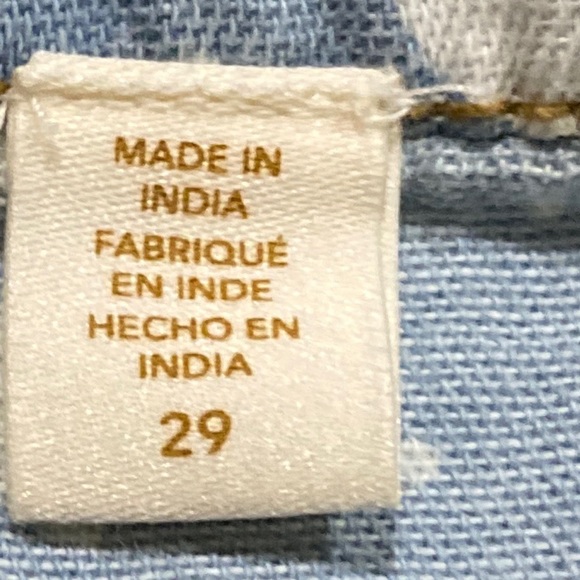 MADE IN
INDIA
FABRIQUÉ
EN INDE
HECHO EN
INDIA
29